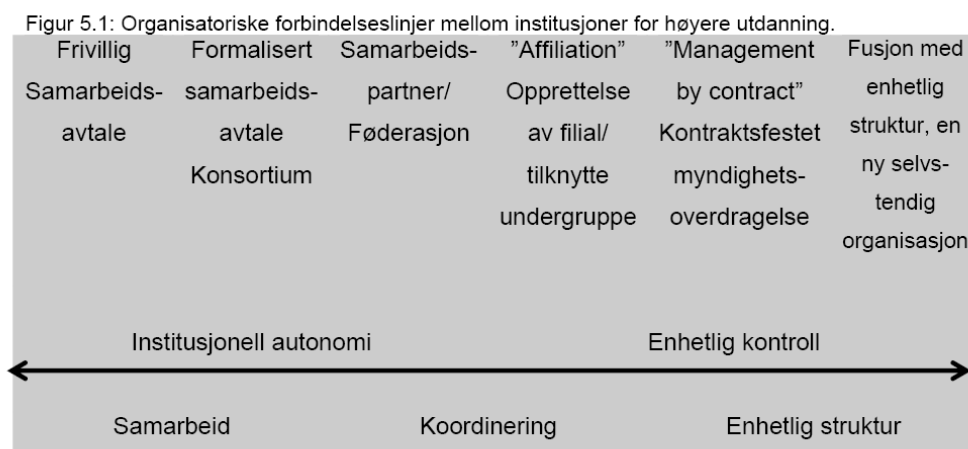 Figur 5.1: Organisatoriske forbindelseslinjer mellom institusjoner for høyere utdanning.
Frivillig
Samarbeids-
avtale
Formalisert
samarbeids-
avtale
Konsortium
Samarbeids-
partner/
Føderasjon
”Affiliation”
Opprettelse
av filial/
tilknytte
undergruppe
”Management
by contract”
Kontraktsfestet
myndighets-
overdragelse
Fusjon med
enhetlig
struktur, en
ny selvs-
tendig
organisasjon
Institusjonell autonomi
Enhetlig kontroll
Samarbeid
Koordinering
Enhetlig struktur